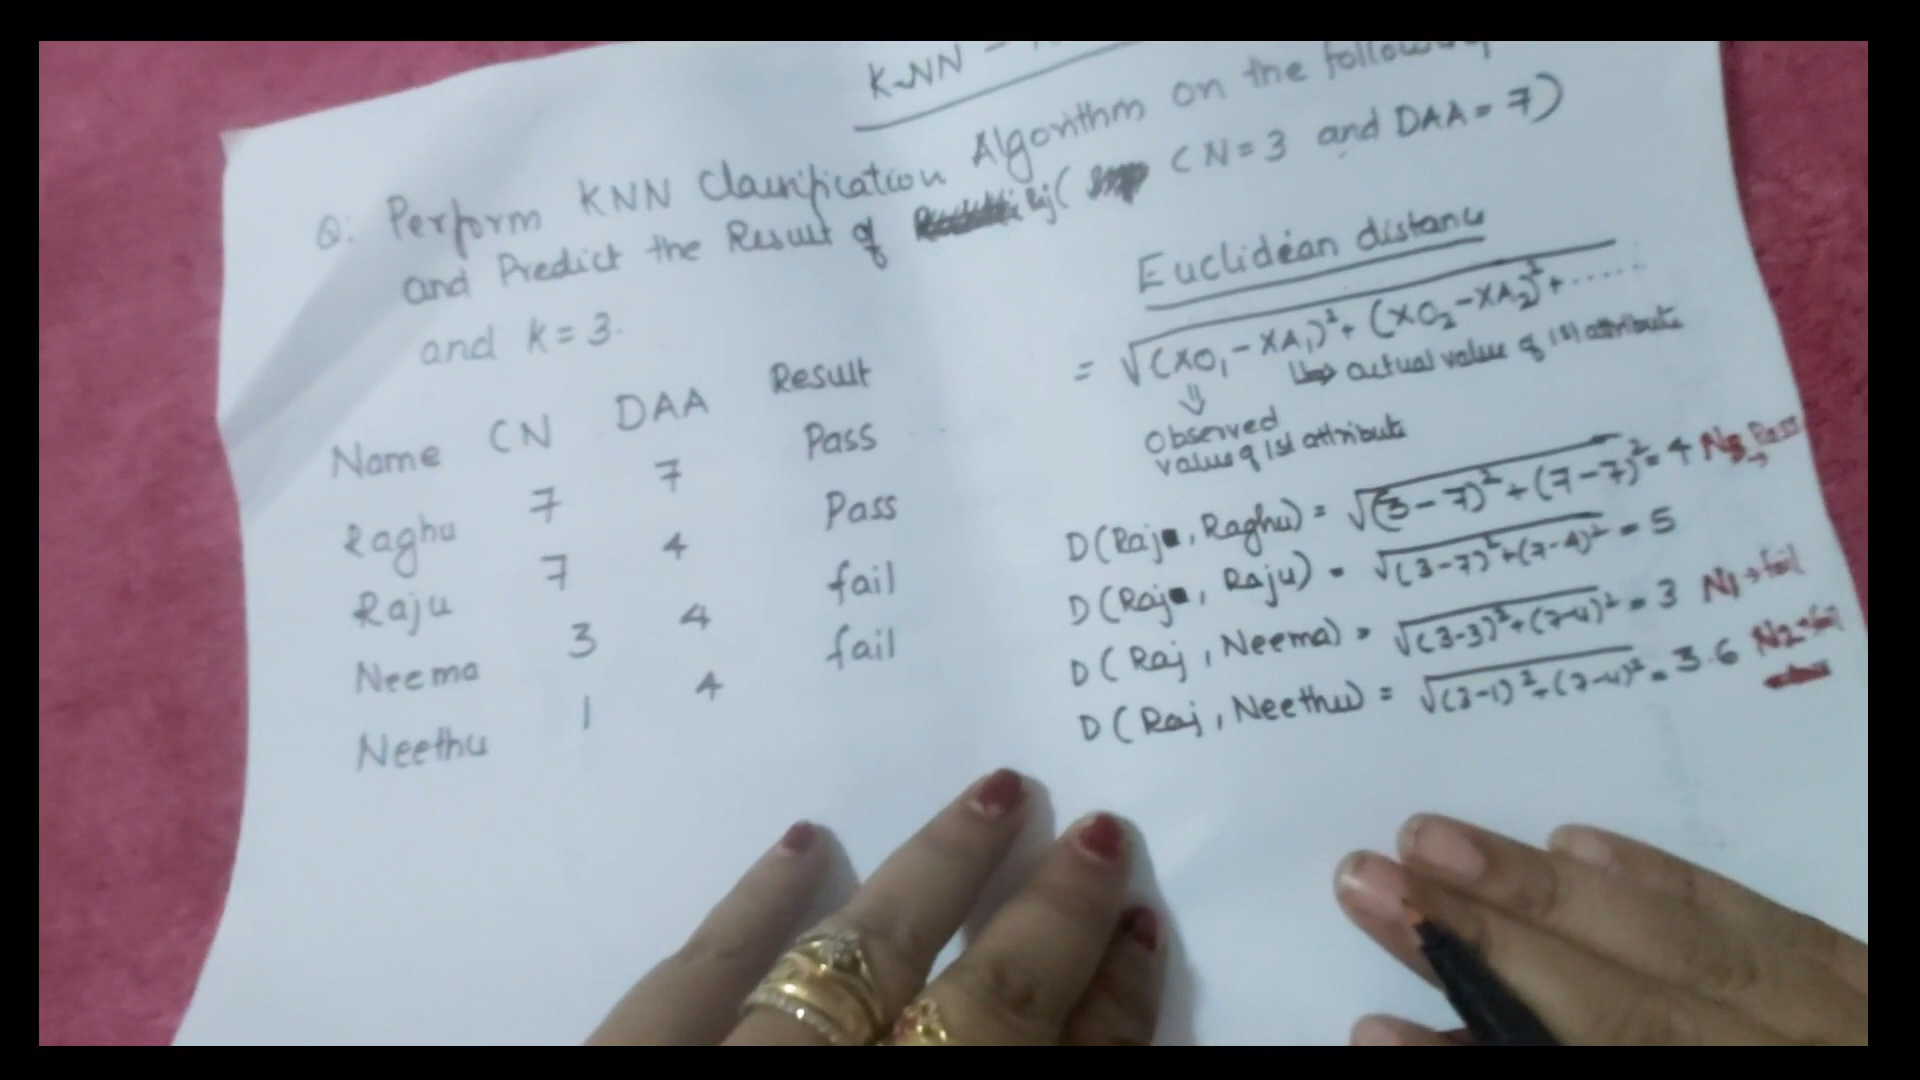 KNN -
Q: Perform KNN Classification Algorithm on the following
and Predict the Result of Raj ( CN = 3 and DAA = 7)
and k = 3.
Name CN DAA Result
Raghu 7 7 Pass
Raju 7 4 Pass
Neema 3 4 fail
Neethu 1 4 fail
Euclidean distance
= √(XO₁ - XA₁)² + (XO₂ - XA₂)² + .....
⇓ ↳ actual value of 1st attribute
Observed
value of 1st attribute
D(Raj, Raghu) = √(3-7)² + (7-7)² = 4 N3 → Pass
D(Raj, Raju) = √(3-7)² + (7-4)² = 5
D(Raj, Neema) = √(3-3)² + (7-4)² = 3 N1 → fail
D(Raj, Neethu) = √(3-1)² + (7-4)² = 3.6 N2 → fail